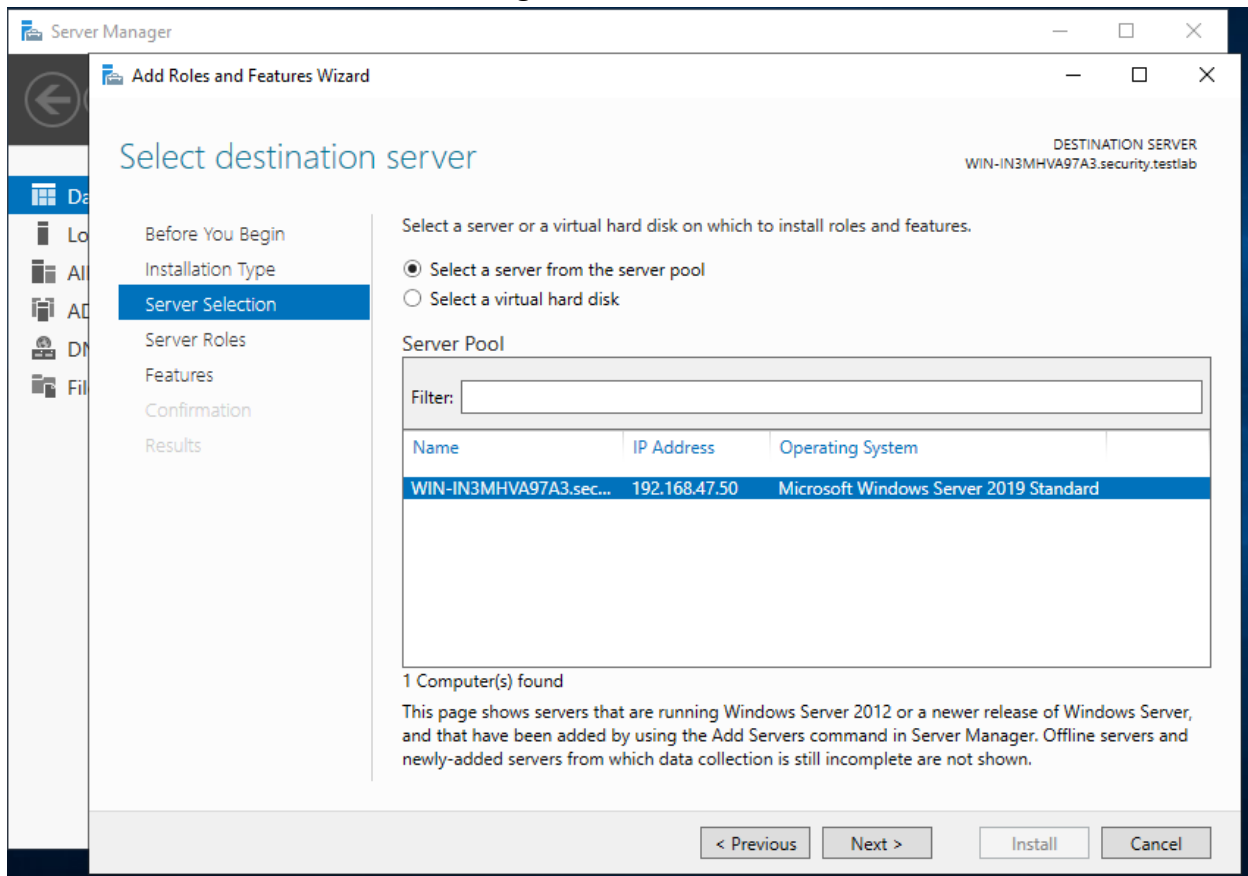 Server Manager
Add Roles and Features Wizard
Select destination server
DESTINATION SERVER
WIN-IN3MHVA97A3.security.testlab
Da
Lo
All
AD
DN
Fil
Before You Begin
Installation Type
Server Selection
Server Roles
Features
Confirmation
Results
Select a server or a virtual hard disk on which to install roles and features.
Select a server from the server pool
Select a virtual hard disk
Server Pool
Filter:
Name IP Address Operating System
WIN-IN3MHVA97A3.sec... 192.168.47.50 Microsoft Windows Server 2019 Standard
1 Computer(s) found
This page shows servers that are running Windows Server 2012 or a newer release of Windows Server,
and that have been added by using the Add Servers command in Server Manager. Offline servers and
newly-added servers from which data collection is still incomplete are not shown.
< Previous Next > Install Cancel